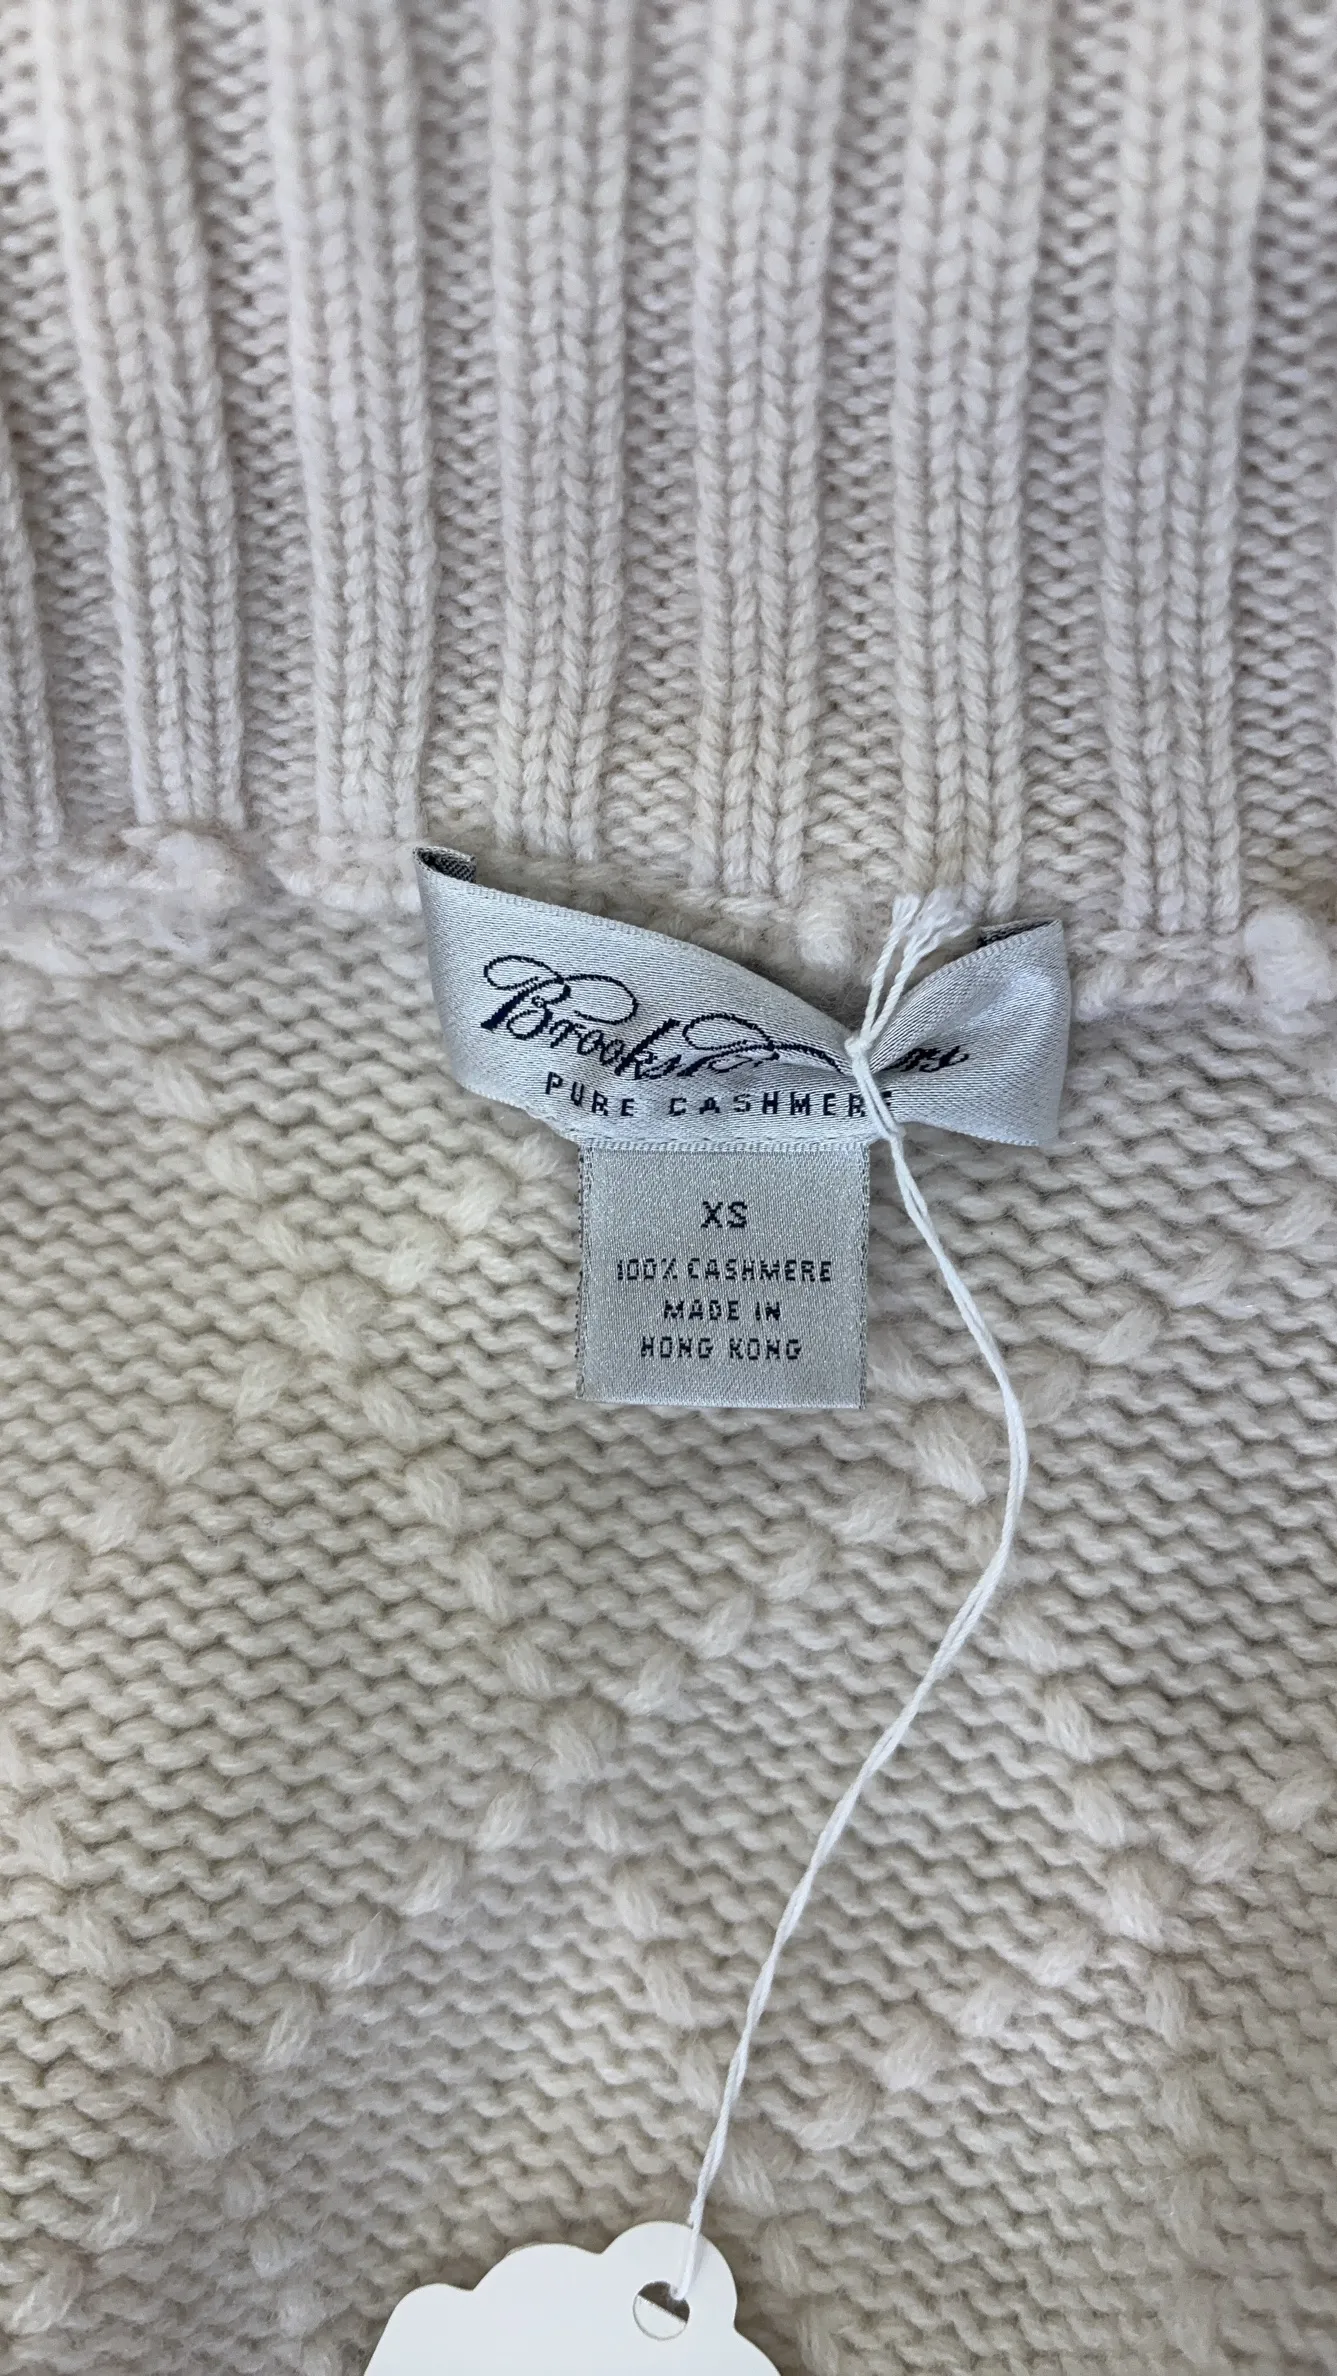 Brooks
PURE CASHMERE
XS
100% CASHMERE
MADE IN
HONG KONG